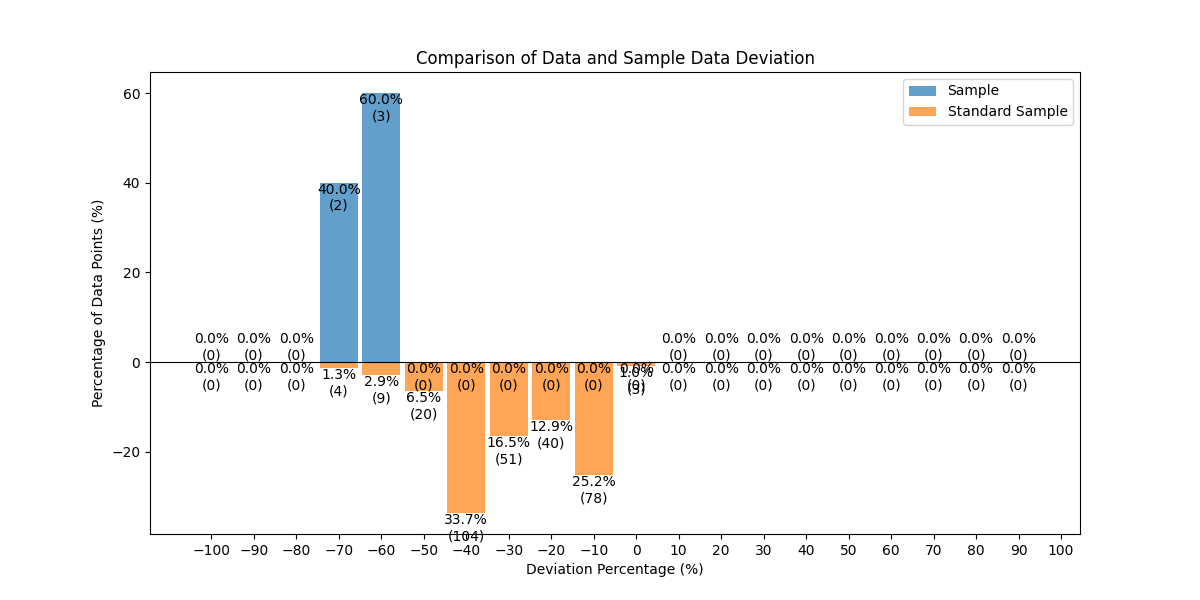 Comparison of Data and Sample Data Deviation
Sample
Standard Sample
Percentage of Data Points (%)
60
40
20
0
−20
60.0%
(3)
40.0%
(2)
0.0% 0.0% 0.0% 0.0% 0.0% 0.0% 0.0% 0.0% 0.0% 0.0% 0.0% 0.0%
(0) (0) (0) (0) (0) (0) (0) (0) (0) (0) (0) (0)
0.0% 0.0% 0.0% 0.0% 0.0% 0.0% 0.0% 0.0% 0.0% 0.0% 0.0% 0.0% 0.0% 0.0% 0.0% 0.0% 0.0% 0.0%
(0) (0) (0) (0) (0) (0) (0) (0) (0) (0) (0) (0) (0) (0) (0) (0) (0) (0)
1.3%
(4)
2.9%
(9)
6.5%
(20)
33.7%
(104)
16.5%
(51)
12.9%
(40)
25.2%
(78)
1.0%
(3)
−100 −90 −80 −70 −60 −50 −40 −30 −20 −10 0 10 20 30 40 50 60 70 80 90 100
Deviation Percentage (%)